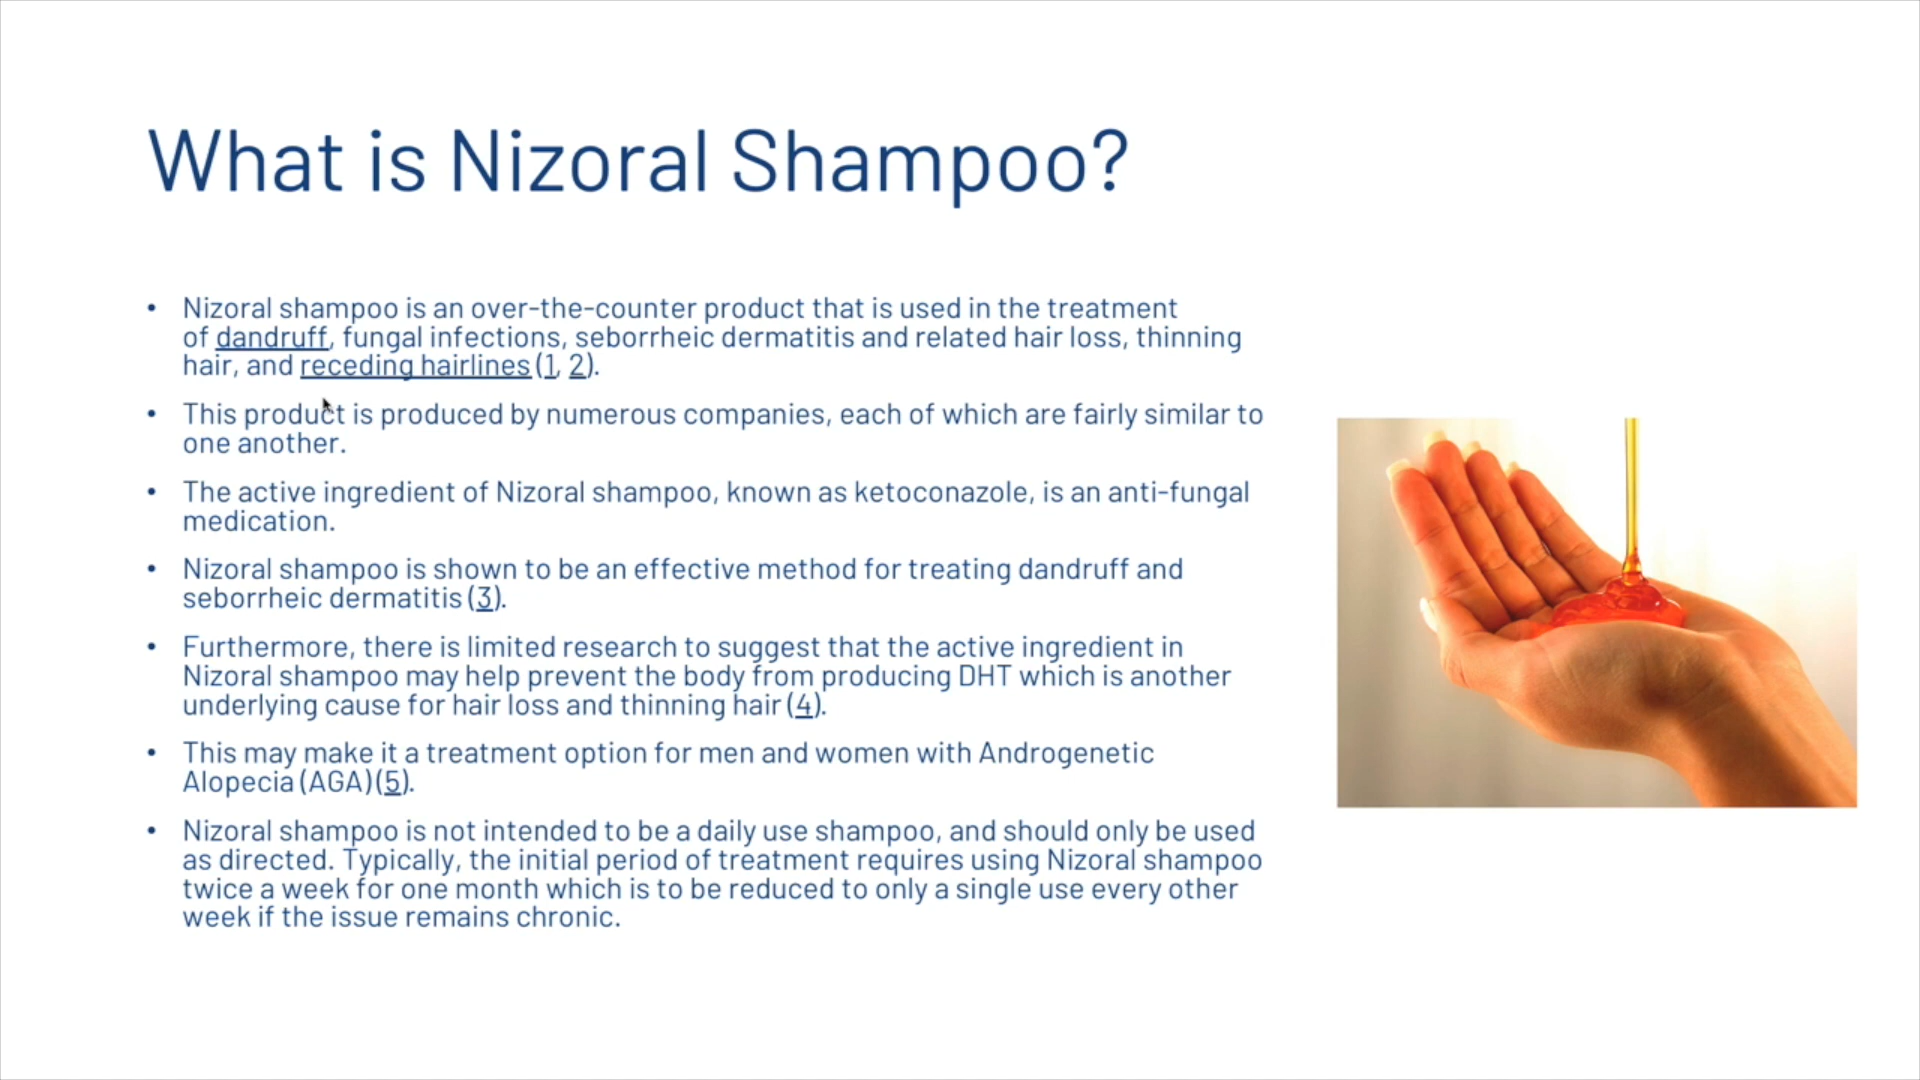 What is Nizoral Shampoo?
• Nizoral shampoo is an over-the-counter product that is used in the treatment
of dandruff, fungal infections, seborrheic dermatitis and related hair loss, thinning
hair, and receding hairlines (1, 2).
• This product is produced by numerous companies, each of which are fairly similar to
one another.
• The active ingredient of Nizoral shampoo, known as ketoconazole, is an anti-fungal
medication.
• Nizoral shampoo is shown to be an effective method for treating dandruff and
seborrheic dermatitis (3).
• Furthermore, there is limited research to suggest that the active ingredient in
Nizoral shampoo may help prevent the body from producing DHT which is another
underlying cause for hair loss and thinning hair (4).
• This may make it a treatment option for men and women with Androgenetic
Alopecia (AGA) (5).
• Nizoral shampoo is not intended to be a daily use shampoo, and should only be used
as directed. Typically, the initial period of treatment requires using Nizoral shampoo
twice a week for one month which is to be reduced to only a single use every other
week if the issue remains chronic.